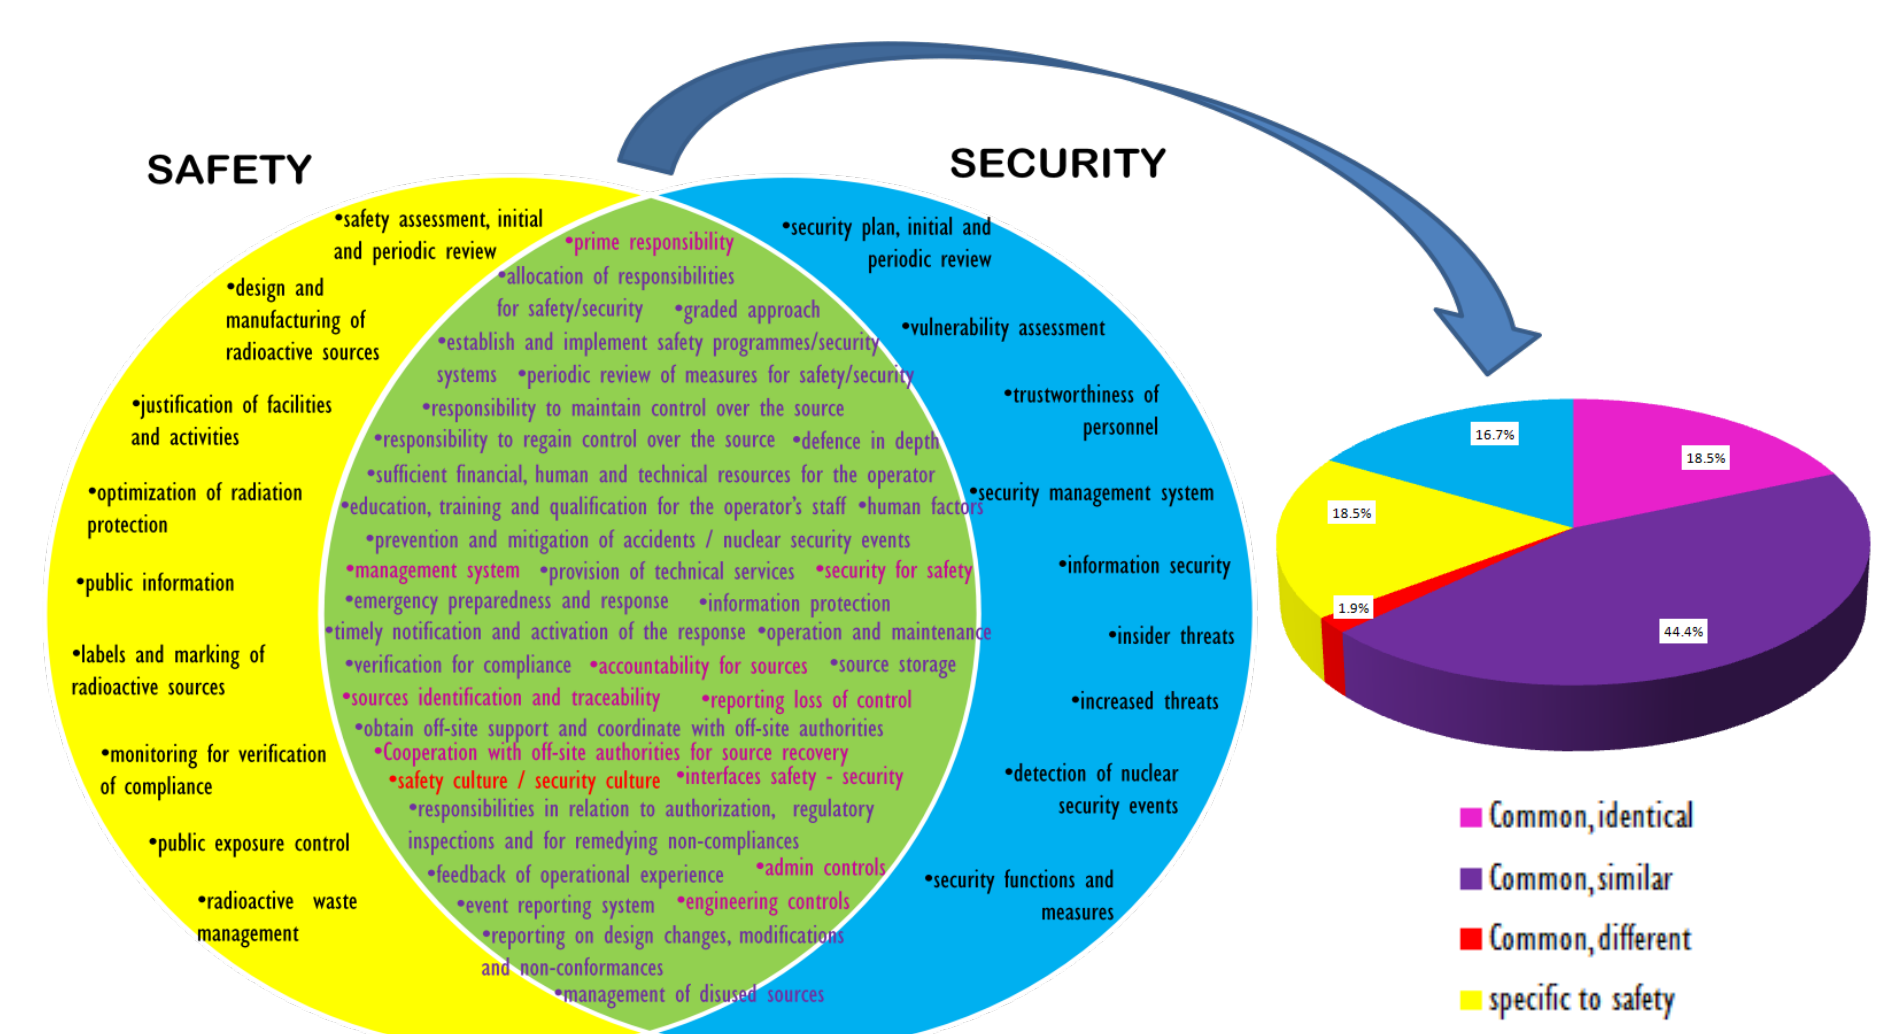 SAFETY
SECURITY
•safety assessment, initial
and periodic review
•design and
manufacturing of
radioactive sources
•justification of facilities
and activities
•optimization of radiation
protection
•public information
•labels and marking of
radioactive sources
•monitoring for verification
of compliance
•public exposure control
•radioactive waste
management
•prime responsibility
•allocation of responsibilities
for safety/security •graded approach
•establish and implement safety programmes/security
systems •periodic review of measures for safety/security
•responsibility to maintain control over the source
•responsibility to regain control over the source •defence in depth
•sufficient financial, human and technical resources for the operator
•education, training and qualification for the operator's staff •human factors
•prevention and mitigation of accidents / nuclear security events
•management system •provision of technical services •security for safety
•emergency preparedness and response •information protection
•timely notification and activation of the response •operation and maintenance
•verification for compliance •accountability for sources •source storage
•sources identification and traceability •reporting loss of control
•obtain off-site support and coordinate with off-site authorities
•Cooperation with off-site authorities for source recovery
•safety culture / security culture •interfaces safety - security
•responsibilities in relation to authorization, regulatory
inspections and for remedying non-compliances
•feedback of operational experience •admin controls
•event reporting system •engineering controls
•reporting on design changes, modifications
and non-conformances
•management of disused sources
•security plan, initial and
periodic review
•vulnerability assessment
•trustworthiness of
personnel
•security management system
•information security
•insider threats
•increased threats
•detection of nuclear
security events
•security functions and
measures
16.7%
18.5%
18.5%
1.9%
44.4%
Common, identical
Common, similar
Common, different
specific to safety